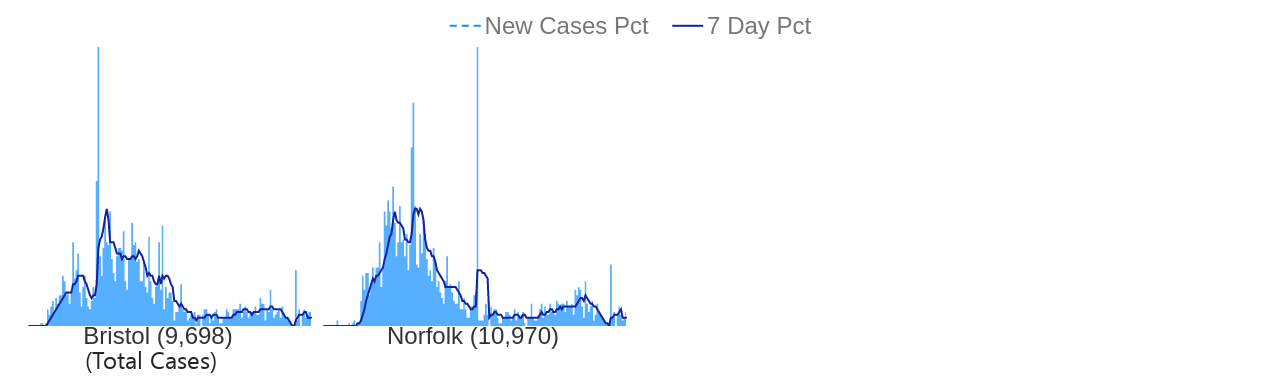 New Cases Pct 7 Day Pct
Bristol (9,698) Norfolk (10,970)
(Total Cases)